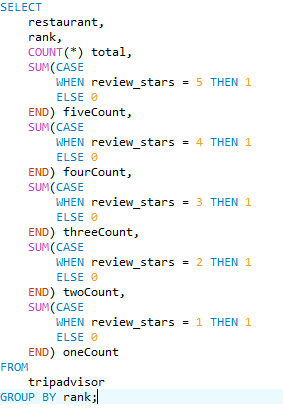 SELECT
    restaurant,
    rank,
    COUNT(*) total,
    SUM(CASE
        WHEN review_stars = 5 THEN 1
        ELSE 0
    END) fiveCount,
    SUM(CASE
        WHEN review_stars = 4 THEN 1
        ELSE 0
    END) fourCount,
    SUM(CASE
        WHEN review_stars = 3 THEN 1
        ELSE 0
    END) threeCount,
    SUM(CASE
        WHEN review_stars = 2 THEN 1
        ELSE 0
    END) twoCount,
    SUM(CASE
        WHEN review_stars = 1 THEN 1
        ELSE 0
    END) oneCount
FROM
    tripadvisor
GROUP BY rank;